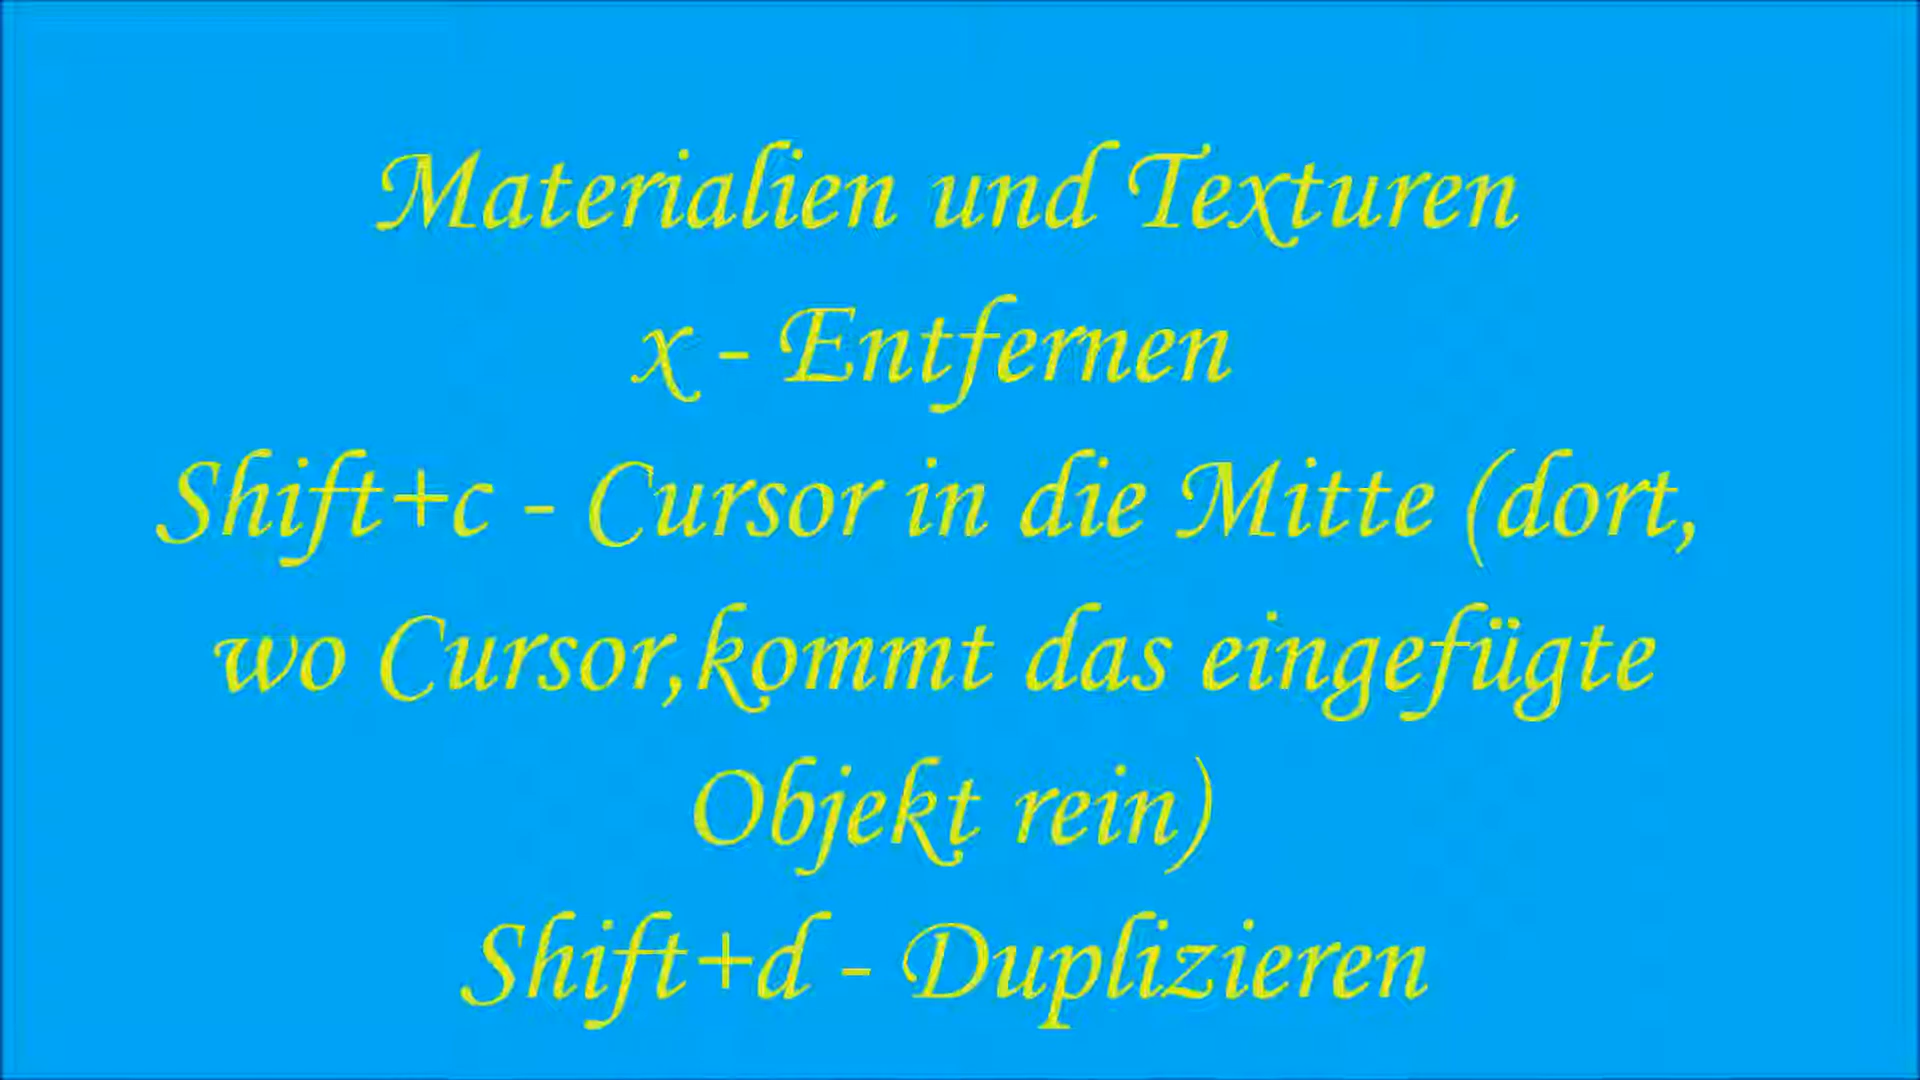 Materialien und Texturen
x - Entfernen
Shift+c - Cursor in die Mitte (dort,
wo Cursor,kommt das eingefügte
Objekt rein)
Shift+d - Duplizieren